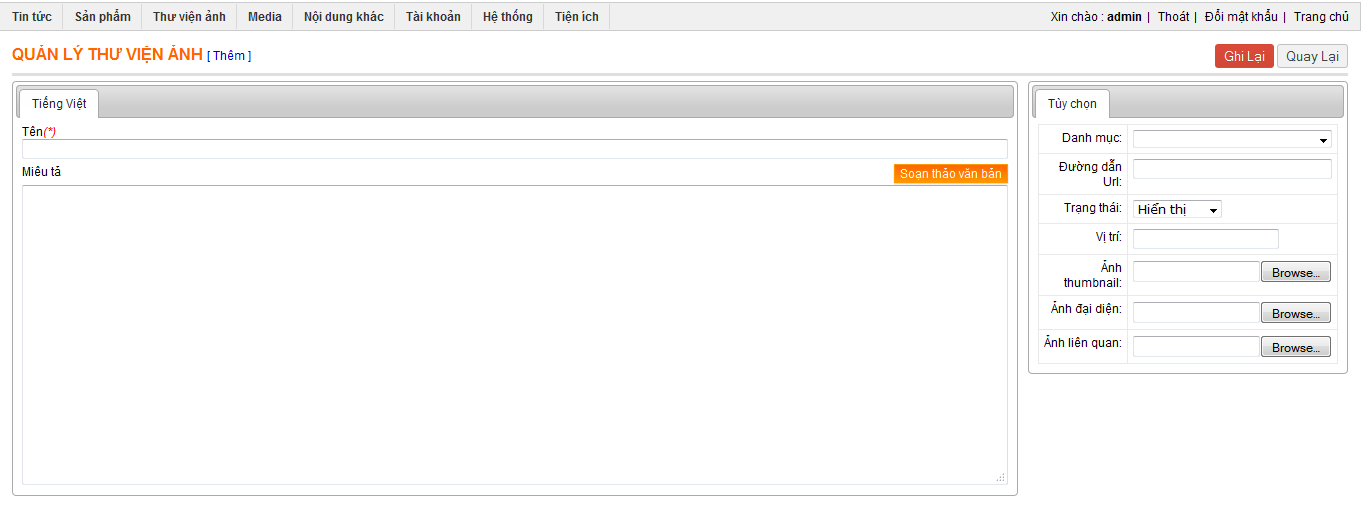 Tin tức Sản phẩm Thư viện ảnh Media Nội dung khác Tài khoản Hệ thống Tiện ích Xin chào : admin | Thoát | Đổi mật khẩu | Trang chủ
QUẢN LÝ THƯ VIỆN ẢNH [ Thêm ] Ghi Lại Quay Lại
Tiếng Việt
Tên(*)
Miêu tả Soạn thảo văn bản
Tùy chọn
Danh mục:
Đường dẫn
Url:
Trạng thái: Hiển thị
Vị trí:
Ảnh
thumbnail: Browse...
Ảnh đại diện: Browse...
Ảnh liên quan: Browse...